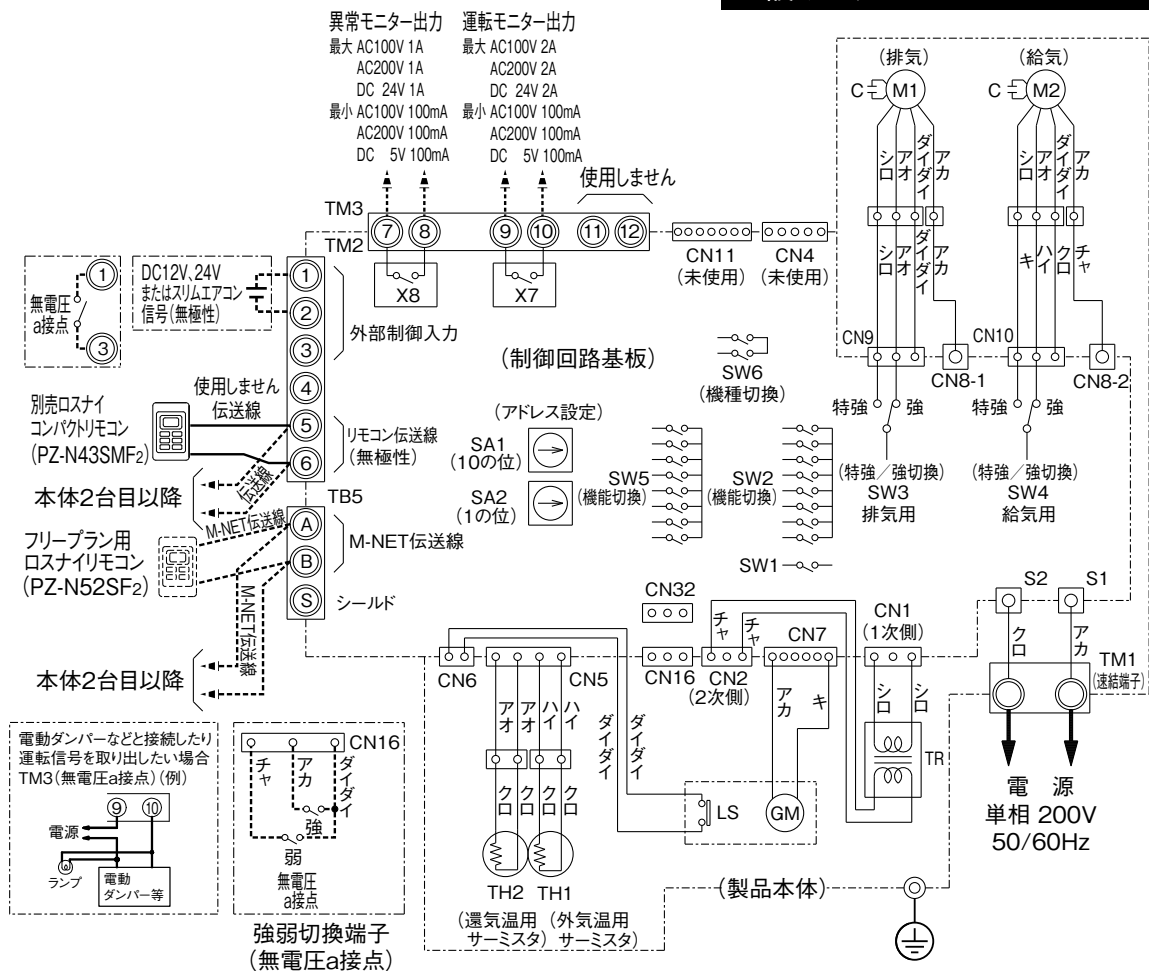 異常モニター出力
最大 AC100V 1A
AC200V 1A
DC 24V 1A
最小 AC100V 100mA
AC200V 100mA
DC 5V 100mA
運転モニター出力
最大 AC100V 2A
AC200V 2A
DC 24V 2A
最小 AC100V 100mA
AC200V 100mA
DC 5V 100mA
使用しません
TM3
TM2
7
8
9
10
11
12
X8
X7
CN11
(未使用)
CN4
(未使用)
(排気)
C
M1
シロ
アオ
ダイダイ
アカ
シロ
アオ
ダイダイ
アカ
(給気)
C
M2
シロ
アオ
ダイダイ
アカ
キ
ハイ
クロ
チャ
CN9
CN8-1
CN10
CN8-2
特強
強
(特強/強切換)
SW3
排気用
特強
強
(特強/強切換)
SW4
給気用
無電圧
a接点
1
3
DC12V、24V
またはスリムエアコン
信号(無極性)
1
2
3
4
5
6
外部制御入力
使用しません
伝送線
別売ロスナイ
コンパクトリモコン
(PZ-N43SMF2)
リモコン伝送線
(無極性)
伝送線
本体2台目以降
TB5
M-NET伝送線
フリープラン用
ロスナイリモコン
(PZ-N52SF2)
A
B
S
M-NET伝送線
シールド
M-NET伝送線
本体2台目以降
(制御回路基板)
(アドレス設定)
SA1
(10の位)
SA2
(1の位)
SW6
(機種切換)
SW5
(機能切換)
SW2
(機能切換)
SW1
CN32
CN6
CN5
CN16
CN2
(2次側)
チャ
チャ
CN7
CN1
(1次側)
アオ
アオ
ハイ
ハイ
クロ
クロ
クロ
クロ
ダイダイ
ダイダイ
アカ
キ
シロ
シロ
TR
LS
GM
TH2
TH1
(還気温用
サーミスタ)
(外気温用
サーミスタ)
(製品本体)
S2
S1
クロ
アカ
TM1
(速結端子)
電 源
単相 200V
50/60Hz
電動ダンパーなどと接続したり
運転信号を取り出したい場合
TM3(無電圧a接点)(例)
9
10
電源
ランプ
電動
ダンパー等
CN16
チャ
アカ
ダイダイ
強
弱
無電圧
a接点
強弱切換端子
(無電圧a接点)